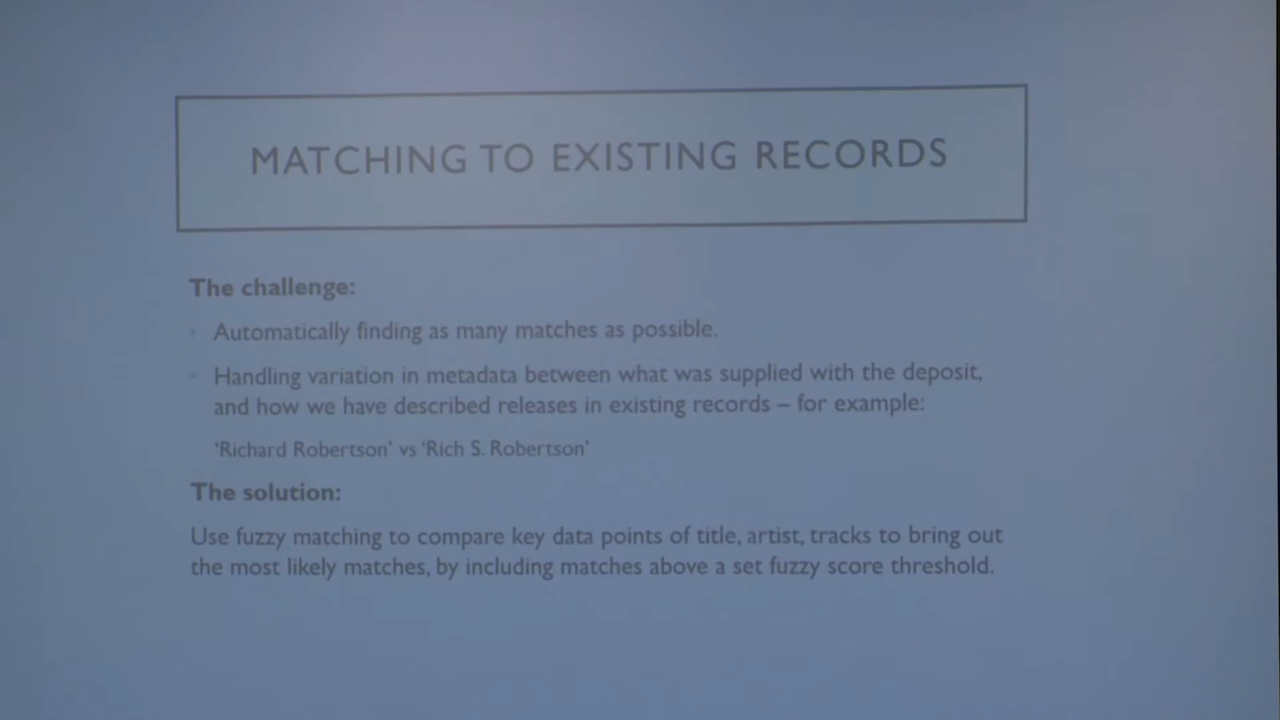 MATCHING TO EXISTING RECORDS
The challenge:
• Automatically finding as many matches as possible.
• Handling variation in metadata between what was supplied with the deposit,
and how we have described releases in existing records – for example:
‘Richard Robertson’ vs ‘Rich S. Robertson’
The solution:
Use fuzzy matching to compare key data points of title, artist, tracks to bring out
the most likely matches, by including matches above a set fuzzy score threshold.